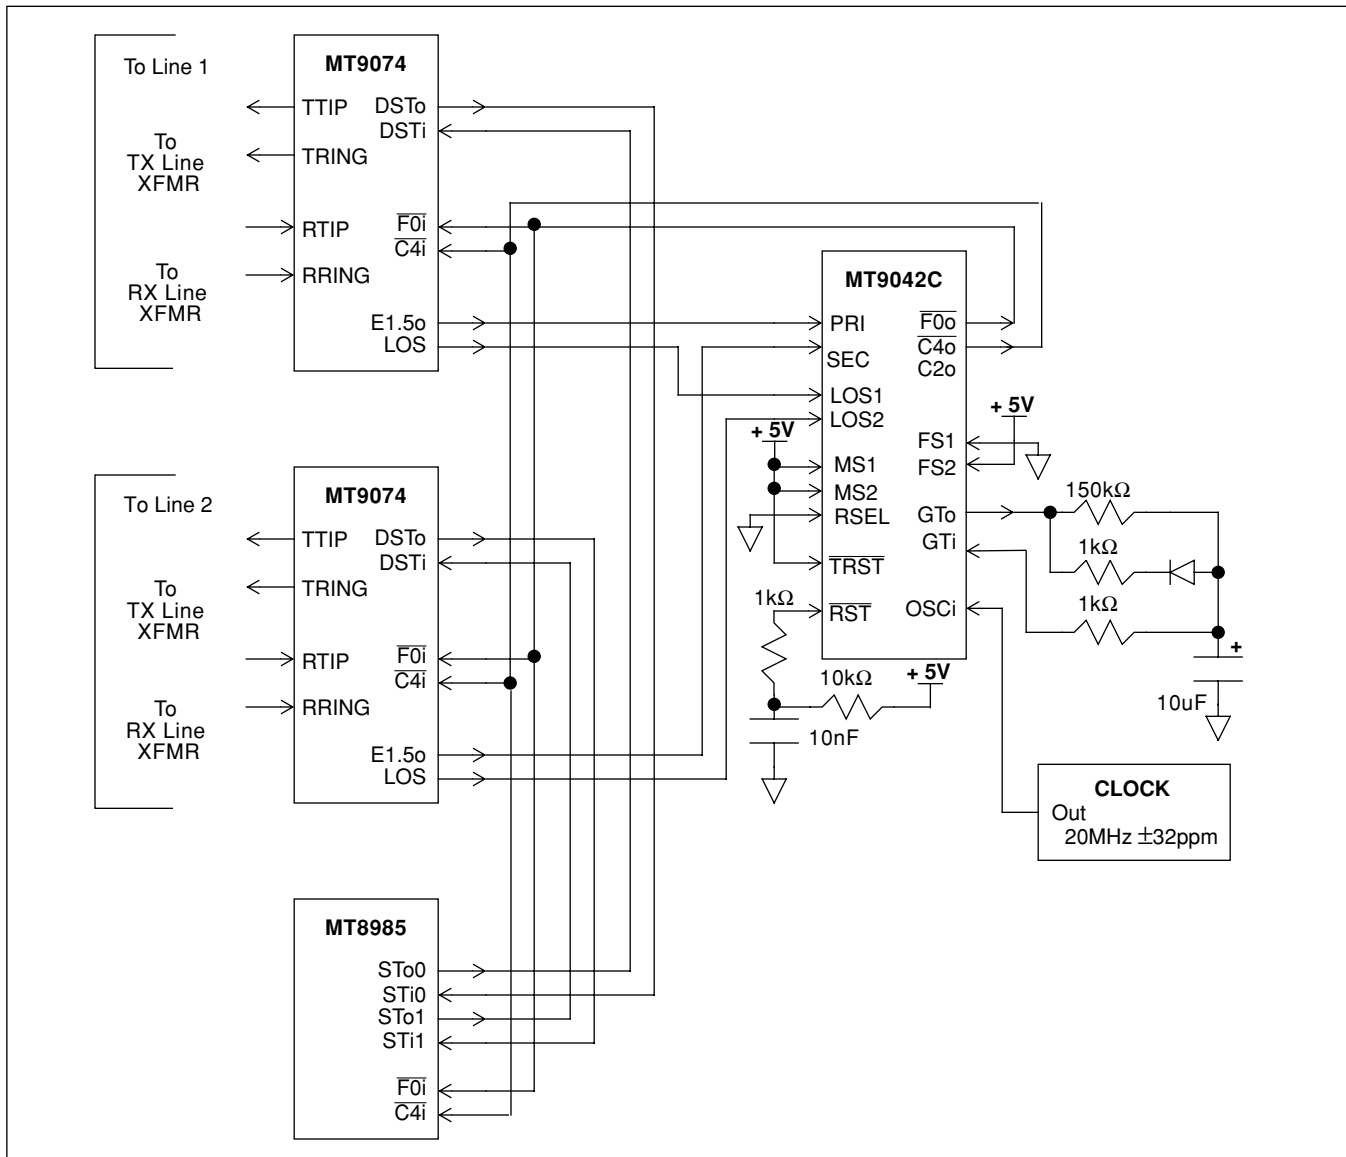 To Line 1
MT9074
TTIP
DSTo
DSTi
To
TX Line
XFMR
TRING
RTIP
F0i
C4i
To
RX Line
XFMR
RRING
E1.5o
LOS
MT9042C
PRI
SEC
LOS1
LOS2
+ 5V
MS1
MS2
RSEL
TRST
1kΩ
RST
F0o
C4o
C2o
+ 5V
FS1
FS2
GTo
GTi
OSCi
150kΩ
1kΩ
1kΩ
+
10uF
10kΩ
+ 5V
10nF
CLOCK
Out
20MHz ±32ppm
To Line 2
MT9074
TTIP
DSTo
DSTi
To
TX Line
XFMR
TRING
RTIP
F0i
C4i
To
RX Line
XFMR
RRING
E1.5o
LOS
MT8985
STo0
STi0
STo1
STi1
F0i
C4i